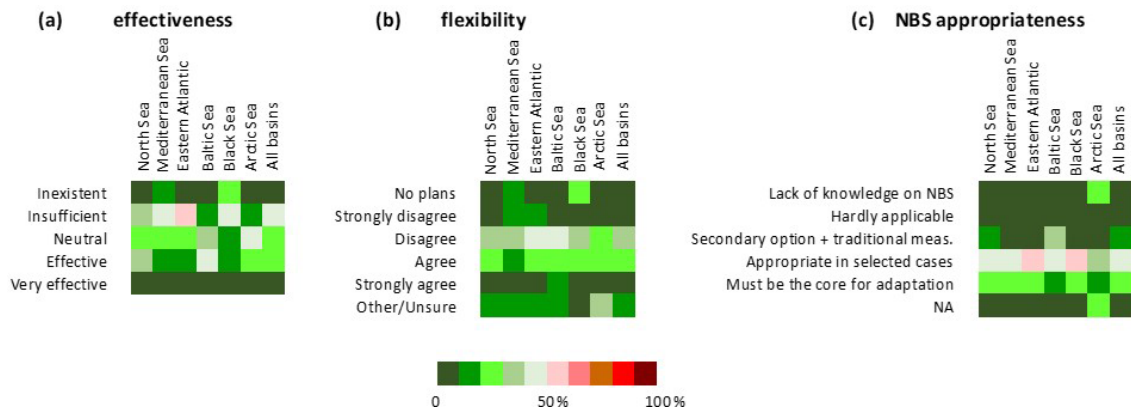 (a) effectiveness
North Sea
Mediterranean Sea
Eastern Atlantic
Baltic Sea
Black Sea
Arctic Sea
All basins
Inexistent
Insufficient
Neutral
Effective
Very effective
(b) flexibility
North Sea
Mediterranean Sea
Eastern Atlantic
Baltic Sea
Black Sea
Arctic Sea
All basins
No plans
Strongly disagree
Disagree
Agree
Strongly agree
Other/Unsure
(c) NBS appropriateness
North Sea
Mediterranean Sea
Eastern Atlantic
Baltic Sea
Black Sea
Arctic Sea
All basins
Lack of knowledge on NBS
Hardly applicable
Secondary option + traditional meas.
Appropriate in selected cases
Must be the core for adaptation
NA
0 50% 100%